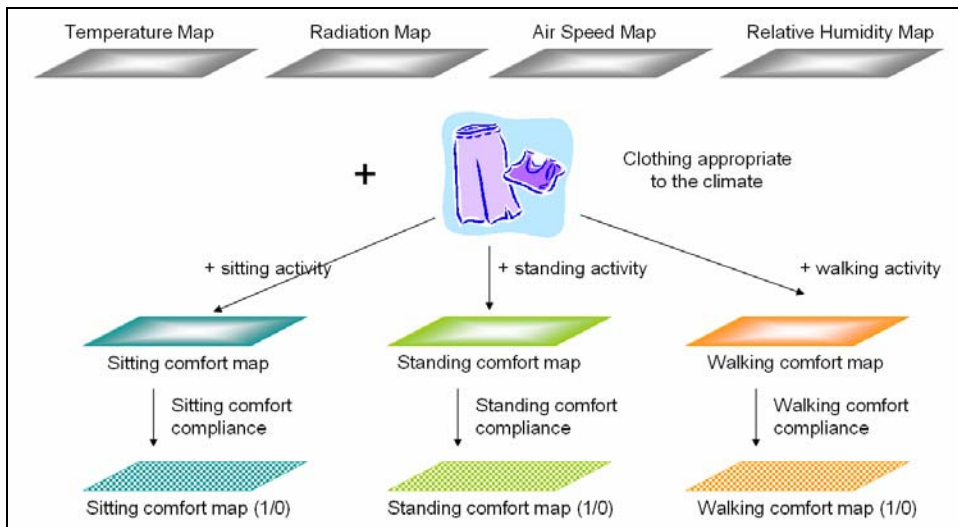 Temperature Map
Radiation Map
Air Speed Map
Relative Humidity Map
+
Clothing appropriate
to the climate
+ sitting activity
+ standing activity
+ walking activity
Sitting comfort map
Standing comfort map
Walking comfort map
Sitting comfort
compliance
Standing comfort
compliance
Walking comfort
compliance
Sitting comfort map (1/0)
Standing comfort map (1/0)
Walking comfort map (1/0)